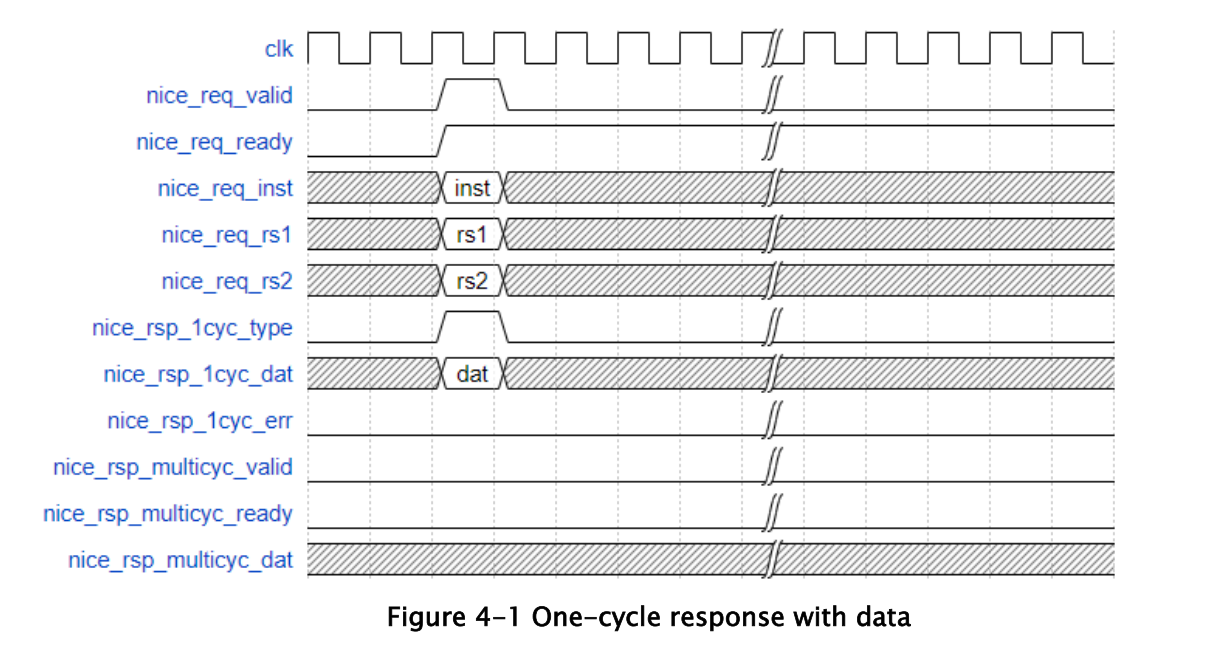 clk
nice_req_valid
nice_req_ready
nice_req_inst inst
nice_req_rs1 rs1
nice_req_rs2 rs2
nice_rsp_1cyc_type
nice_rsp_1cyc_dat dat
nice_rsp_1cyc_err
nice_rsp_multicyc_valid
nice_rsp_multicyc_ready
nice_rsp_multicyc_dat
Figure 4-1 One-cycle response with data